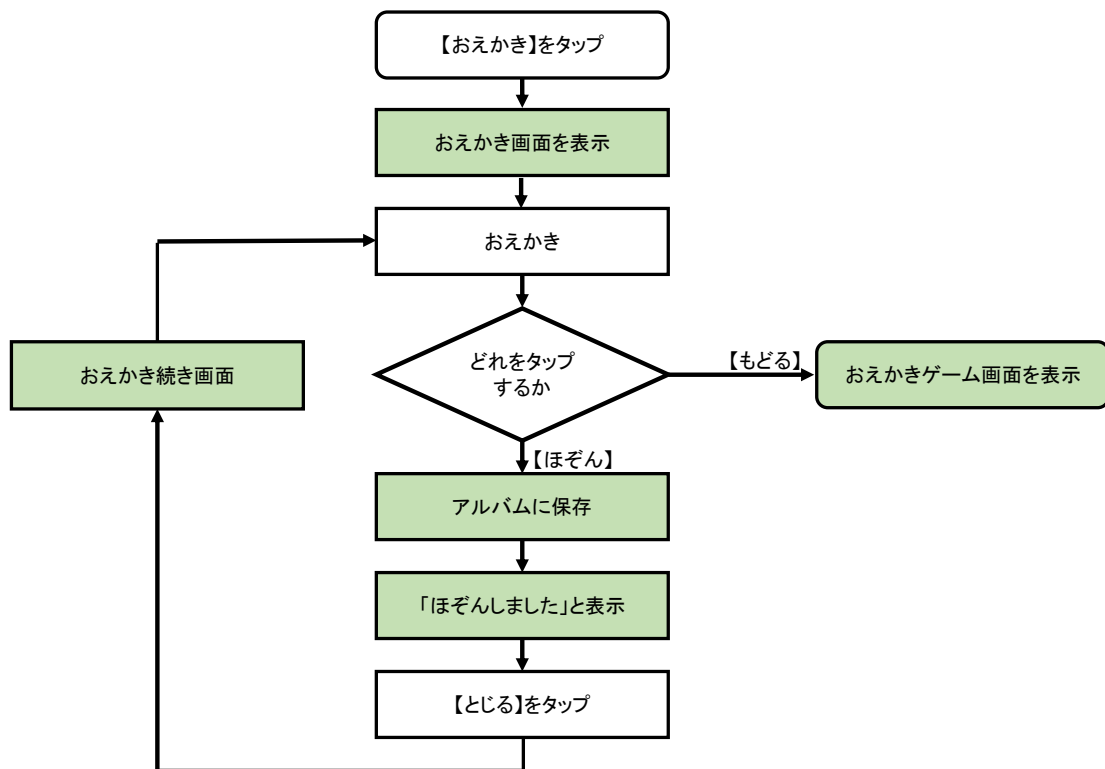 【おえかき】をタップ
おえかき画面を表示
おえかき
どれをタップ
するか
【もどる】
おえかきゲーム画面を表示
おえかき続き画面
【ほぞん】
アルバムに保存
「ほぞんしました」と表示
【とじる】をタップ